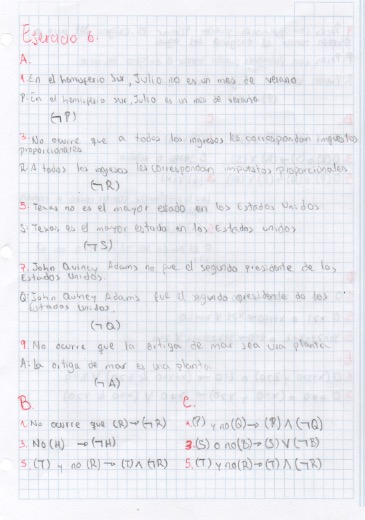 Ejercicio 6.
A.
1. En el hemisferio sur, Julio no es un mes de verano
P: En el hemisferio sur, Julio es un mes de verano
(¬P)
3. No ocurre que a todos los ingresos les correspondan impuestos
proporcionales
R: A todos los ingresos les correspondan impuestos proporcionales
(¬R)
5. Texas no es el mayor estado en los Estados Unidos
S: Texas es el mayor estado en los Estados unidos
(¬S)
7. John Quincy Adams no fue el segundo presidente de los
Estados Unidos.
Q: John Quincy Adams fue el segundo presidente de los
Estados Unidos.
(¬Q)
9. No ocurre que la ortiga de mar sea una planta
A: La ortiga de mar es una planta
(¬A)
B.
1. No ocurre que (R) → (¬R)
3. No (H) → (¬H)
5. (T) y no (R) → (T) ∧ (¬R)
C.
1. (P) y no (Q) → (P) ∧ (¬Q)
3. (S) o no (B) → (S) ∨ (¬B)
5. (T) y no (R) → (T) ∧ (¬R)